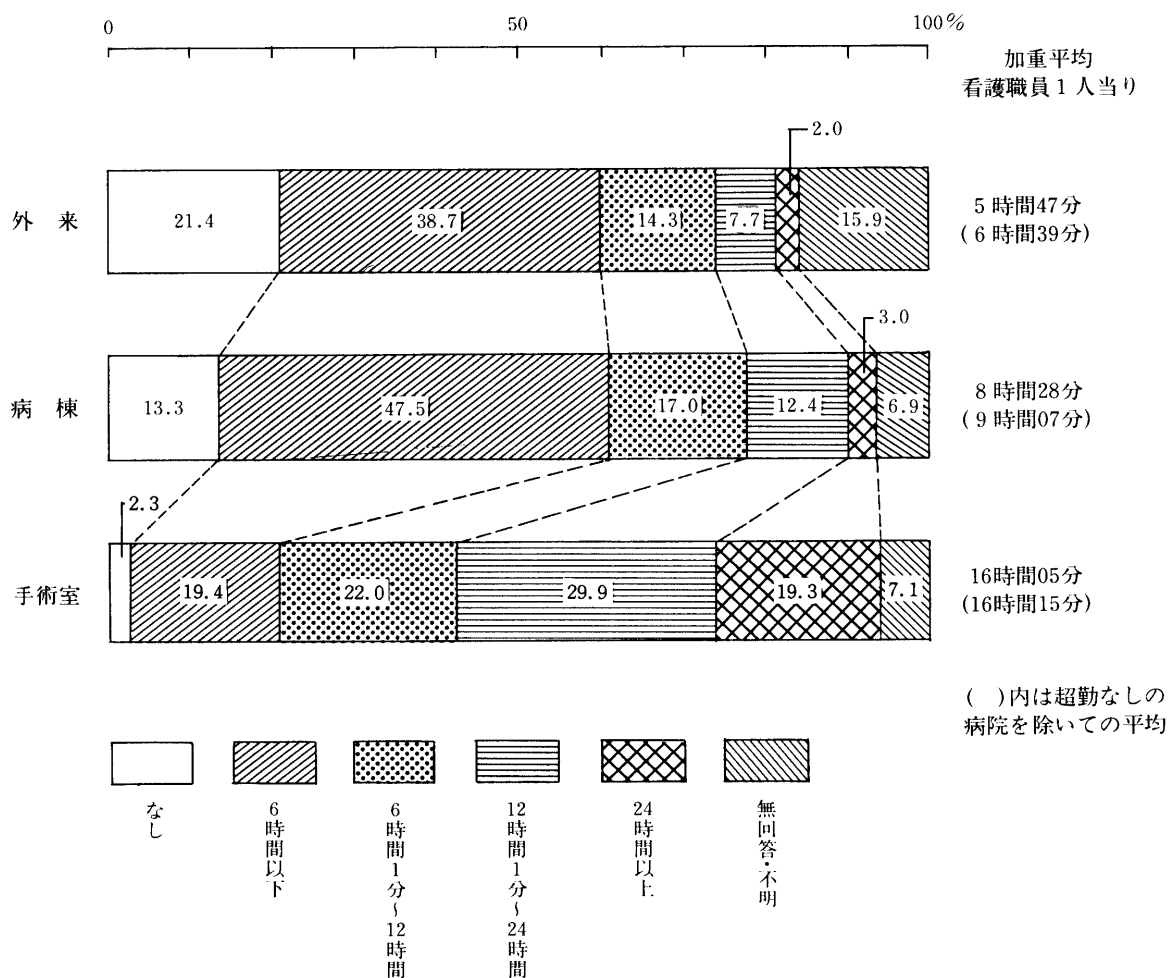 0 50 100%
加重平均
看護職員1人当り
2.0
外来 21.4 38.7 14.3 7.7 15.9 5時間47分
(6時間39分)
3.0
病棟 13.3 47.5 17.0 12.4 6.9 8時間28分
(9時間07分)
2.3
手術室 19.4 22.0 29.9 19.3 7.1 16時間05分
(16時間15分)
( )内は超勤なしの
病院を除いての平均
なし
6時間以下
6時間1分~12時間
12時間1分~24時間
24時間以上
無回答・不明